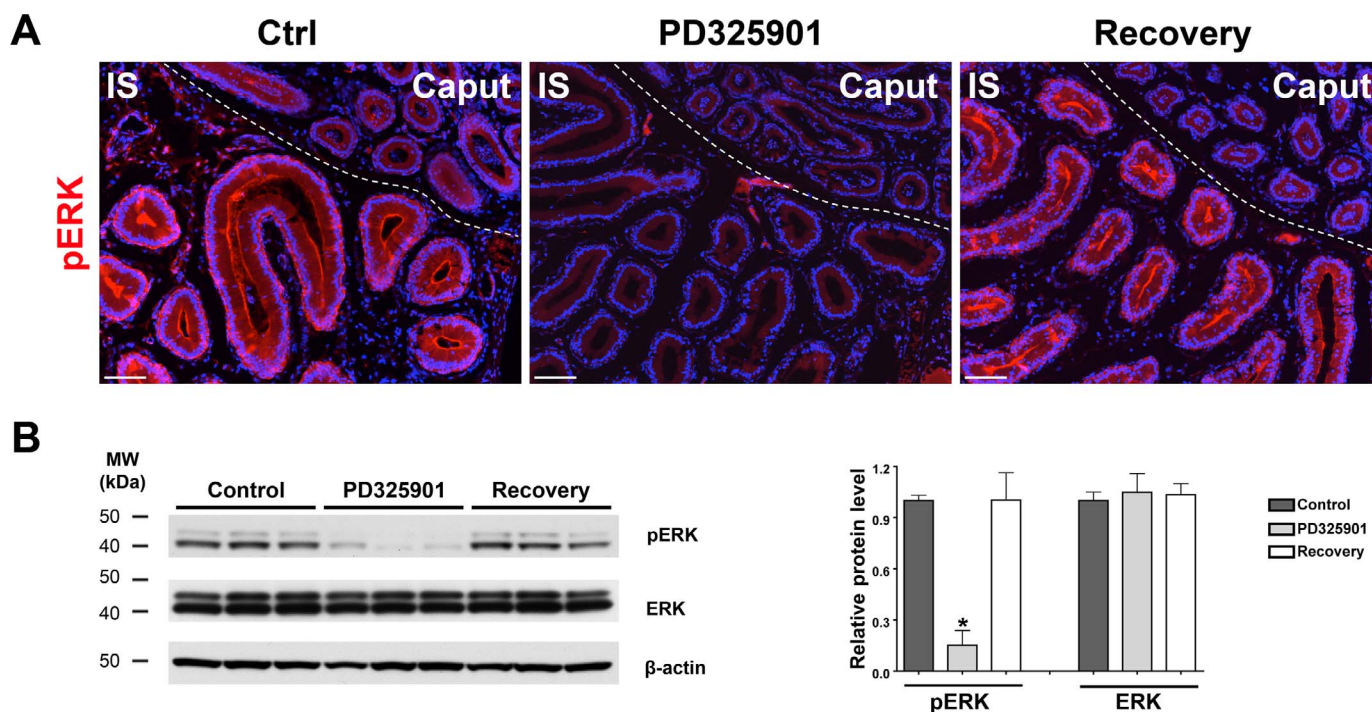 A
Ctrl
PD325901
Recovery
pERK
IS
Caput
IS
Caput
IS
Caput
B
MW
(kDa)
Control
PD325901
Recovery
50
40
pERK
50
40
ERK
50
β-actin
Relative protein level
1.2
0.9
0.6
0.3
0.0
*
pERK
ERK
Control
PD325901
Recovery